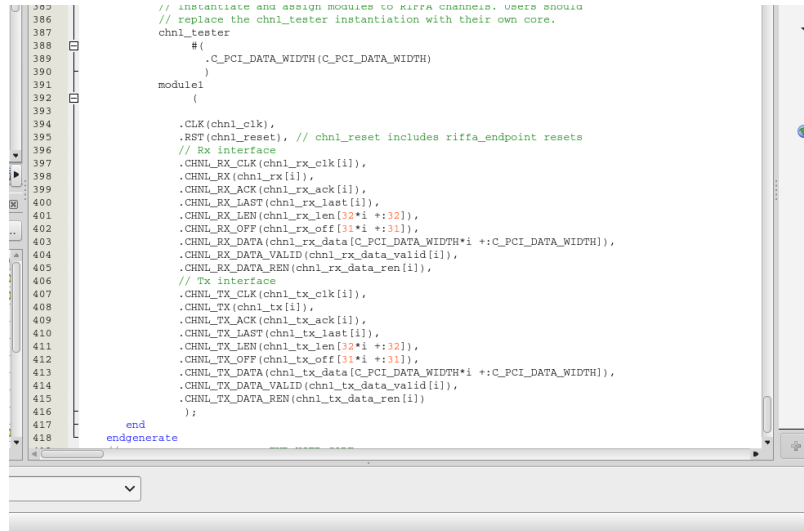 385 // Instantiate and assign modules to RIFFA channels. Users should
386 // replace the chnl_tester instantiation with their own core.
387 chnl_tester
388 #(
389 .C_PCI_DATA_WIDTH(C_PCI_DATA_WIDTH)
390 )
391 module1
392 (
393
394 .CLK(chnl_clk),
395 .RST(chnl_reset), // chnl_reset includes riffa_endpoint resets
396 // Rx interface
397 .CHNL_RX_CLK(chnl_rx_clk[i]),
398 .CHNL_RX(chnl_rx[i]),
399 .CHNL_RX_ACK(chnl_rx_ack[i]),
400 .CHNL_RX_LAST(chnl_rx_last[i]),
401 .CHNL_RX_LEN(chnl_rx_len[32*i +:32]),
402 .CHNL_RX_OFF(chnl_rx_off[31*i +:31]),
403 .CHNL_RX_DATA(chnl_rx_data[C_PCI_DATA_WIDTH*i +:C_PCI_DATA_WIDTH]),
404 .CHNL_RX_DATA_VALID(chnl_rx_data_valid[i]),
405 .CHNL_RX_DATA_REN(chnl_rx_data_ren[i]),
406 // Tx interface
407 .CHNL_TX_CLK(chnl_tx_clk[i]),
408 .CHNL_TX(chnl_tx[i]),
409 .CHNL_TX_ACK(chnl_tx_ack[i]),
410 .CHNL_TX_LAST(chnl_tx_last[i]),
411 .CHNL_TX_LEN(chnl_tx_len[32*i +:32]),
412 .CHNL_TX_OFF(chnl_tx_off[31*i +:31]),
413 .CHNL_TX_DATA(chnl_tx_data[C_PCI_DATA_WIDTH*i +:C_PCI_DATA_WIDTH]),
414 .CHNL_TX_DATA_VALID(chnl_tx_data_valid[i]),
415 .CHNL_TX_DATA_REN(chnl_tx_data_ren[i])
416 );
417 end
418 endgenerate